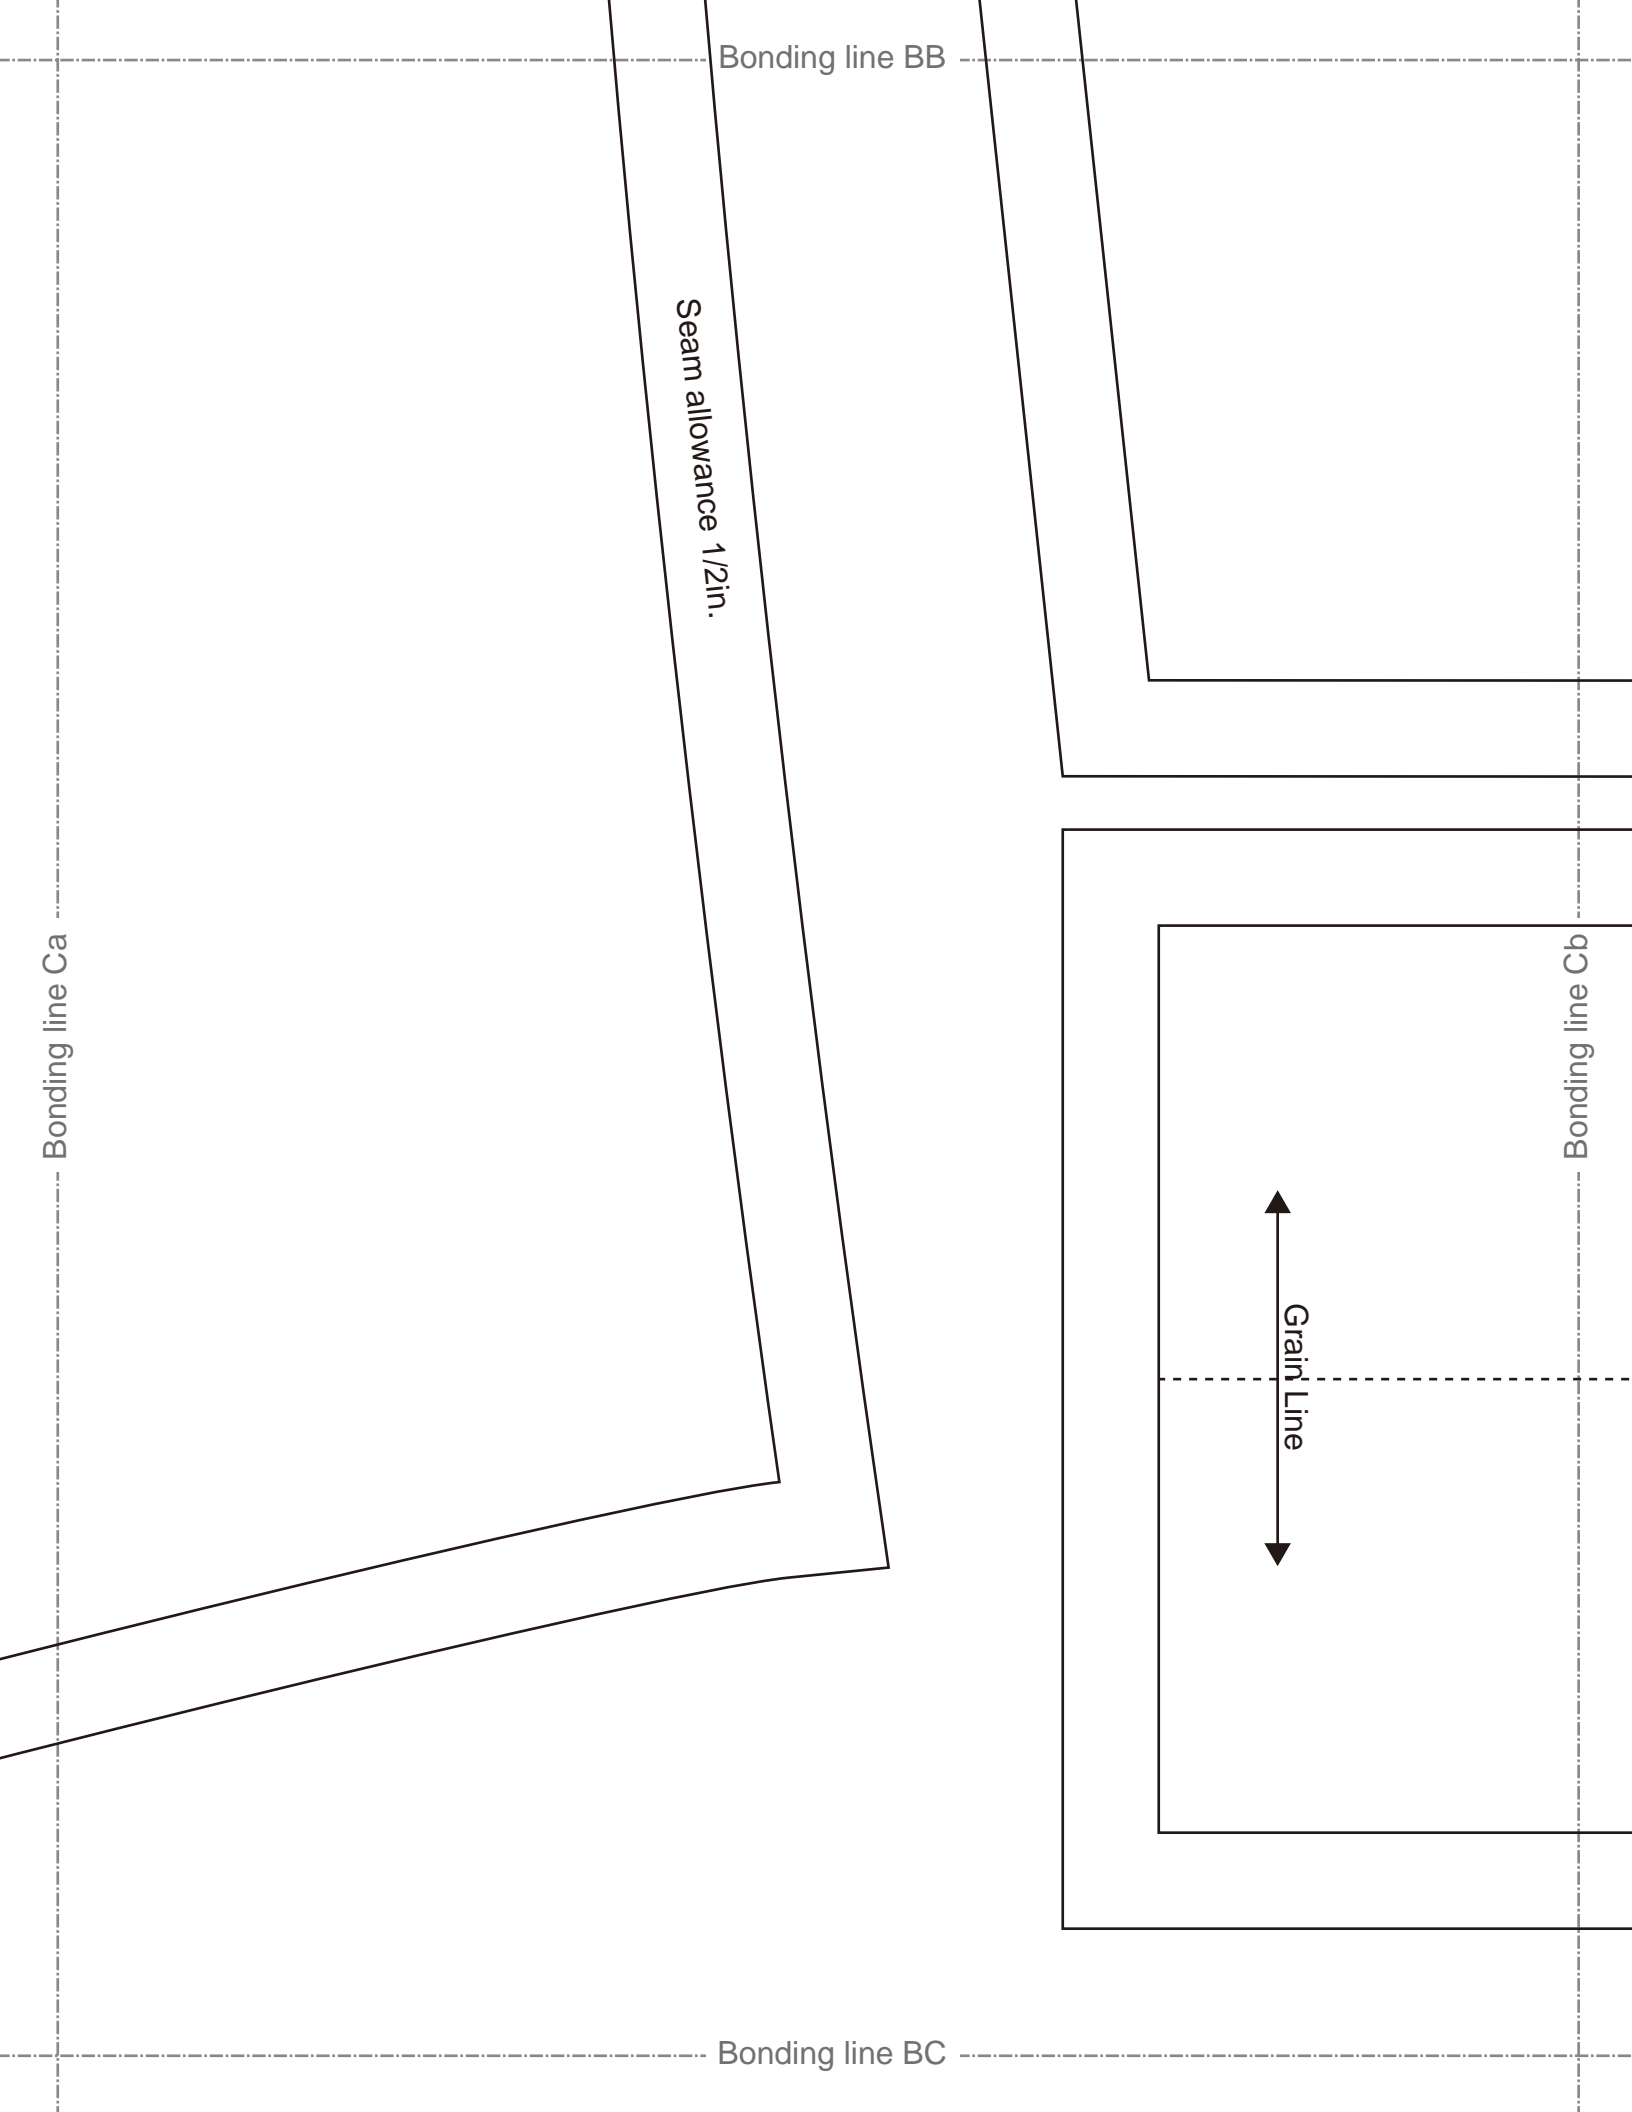 Bonding line BB
Seam allowance 1/2in.
Bonding line Ca
Bonding line Cb
Grain Line
Bonding line BC